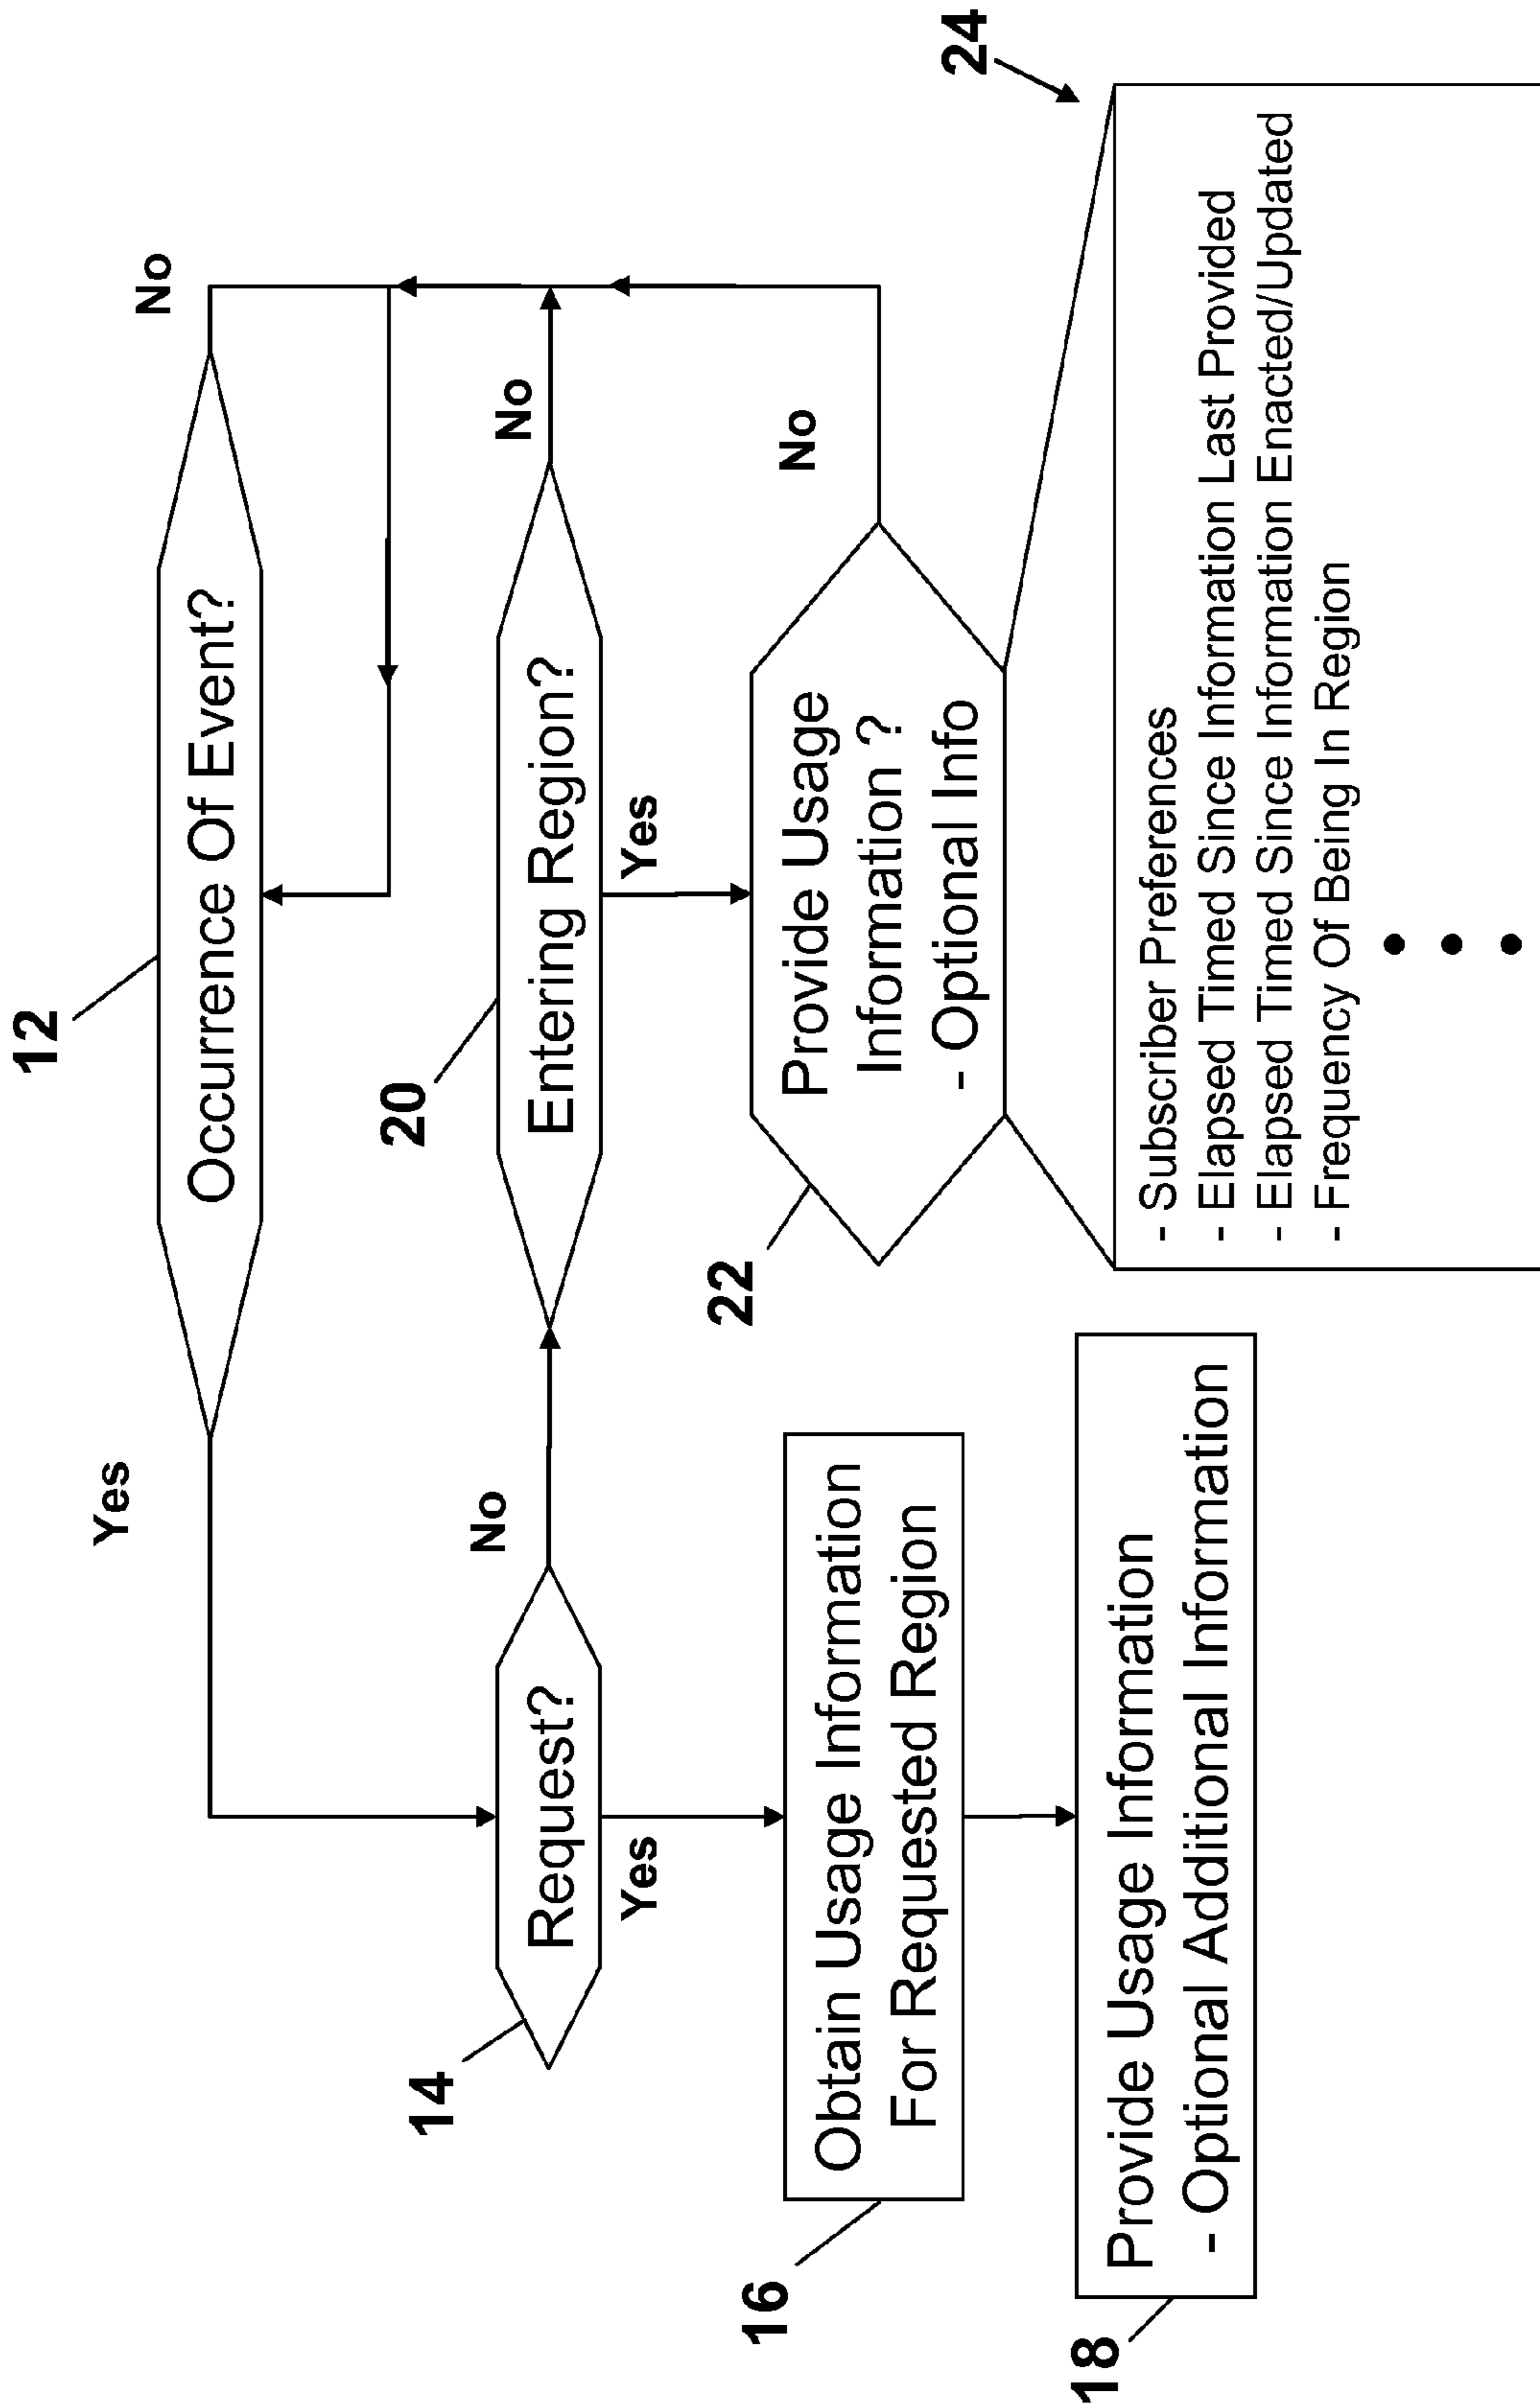 12
Occurrence Of Event?
Yes
No
14
Request?
No
Yes
20
Entering Region?
No
Yes
16
Obtain Usage Information
For Requested Region
22
Provide Usage
Information ?
- Optional Info
No
18
Provide Usage Information
- Optional Additional Information
24
- Subscriber Preferences
- Elapsed Timed Since Information Last Provided
- Elapsed Timed Since Information Enacted/Updated
- Frequency Of Being In Region